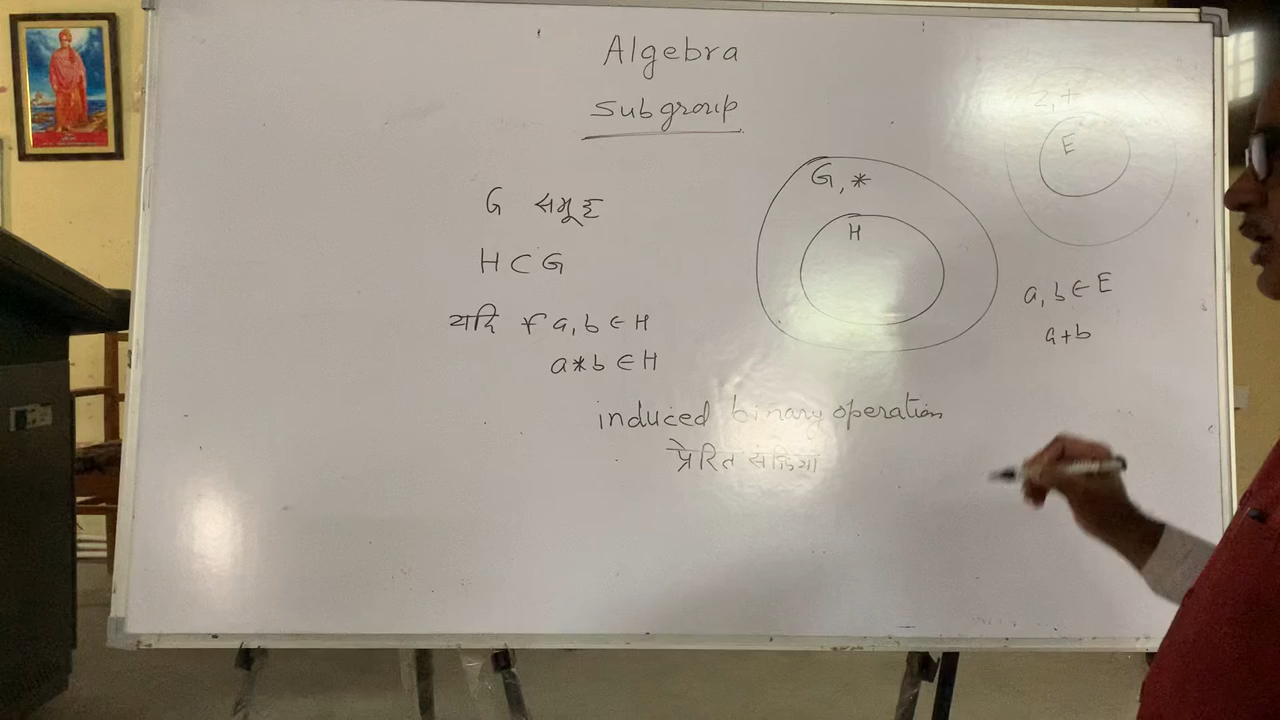 Algebra
Subgroup
G समूह
H ⊂ G
यदि ∀ a, b ∈ H
a * b ∈ H
induced binary operation
प्रेरित संक्रिया
G, *
H
Z, +
E
a, b ∈ E
a+b